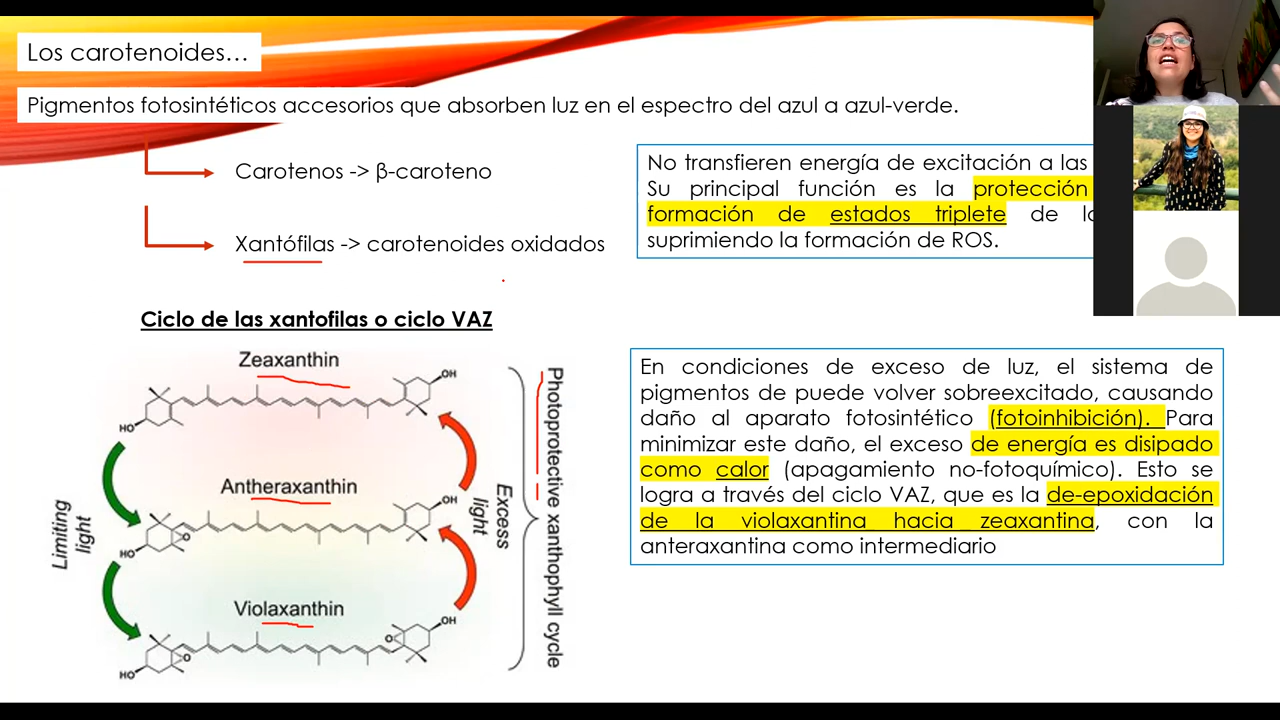 Los carotenoides...
Pigmentos fotosintéticos accesorios que absorben luz en el espectro del azul a azul-verde.
Carotenos -> β-caroteno
Xantófilas -> carotenoides oxidados
No transfieren energía de excitación a las
Su principal función es la protección
formación de estados triplete de
suprimiendo la formación de ROS.
Ciclo de las xantofilas o ciclo VAZ
Zeaxanthin
OH
HO
Antheraxanthin
OH
O
HO
Violaxanthin
OH
O
O
HO
Limiting
light
Excess
light
Photoprotective xanthophyll cycle
En condiciones de exceso de luz, el sistema de
pigmentos de puede volver sobreexcitado, causando
daño al aparato fotosintético (fotoinhibición). Para
minimizar este daño, el exceso de energía es disipado
como calor (apagamiento no-fotoquímico). Esto se
logra a través del ciclo VAZ, que es la de-epoxidación
de la violaxantina hacia zeaxantina, con la
anteraxantina como intermediario